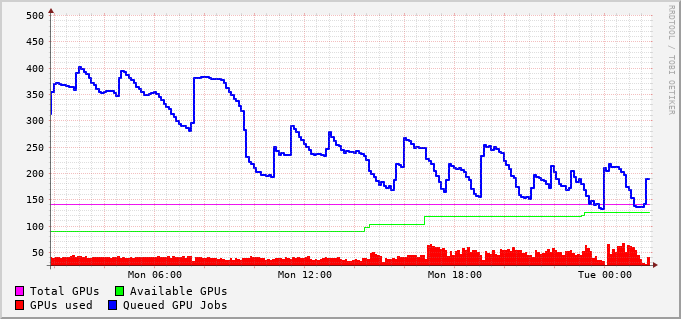 500
450
400
350
300
250
200
150
100
50
Mon 06:00 Mon 12:00 Mon 18:00 Tue 00:00
Total GPUs Available GPUs
GPUs used Queued GPU Jobs
RRDTOOL / TOBI OETIKER